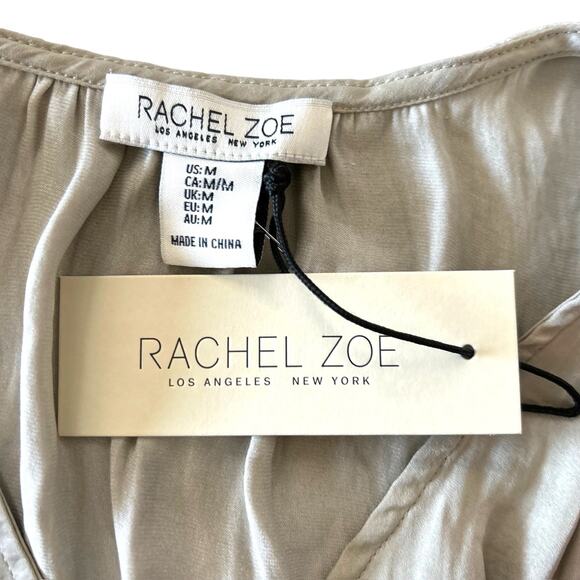 RACHEL ZOE
LOS ANGELES NEW YORK
US: M
CA: M/M
UK: M
EU: M
AU: M
MADE IN CHINA
RACHEL ZOE
LOS ANGELES NEW YORK